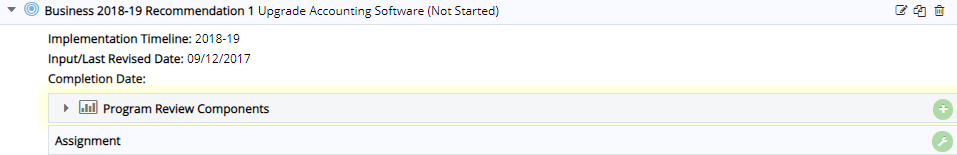 Business 2018-19 Recommendation 1 Upgrade Accounting Software (Not Started)
Implementation Timeline: 2018-19
Input/Last Revised Date: 09/12/2017
Completion Date:
Program Review Components
Assignment